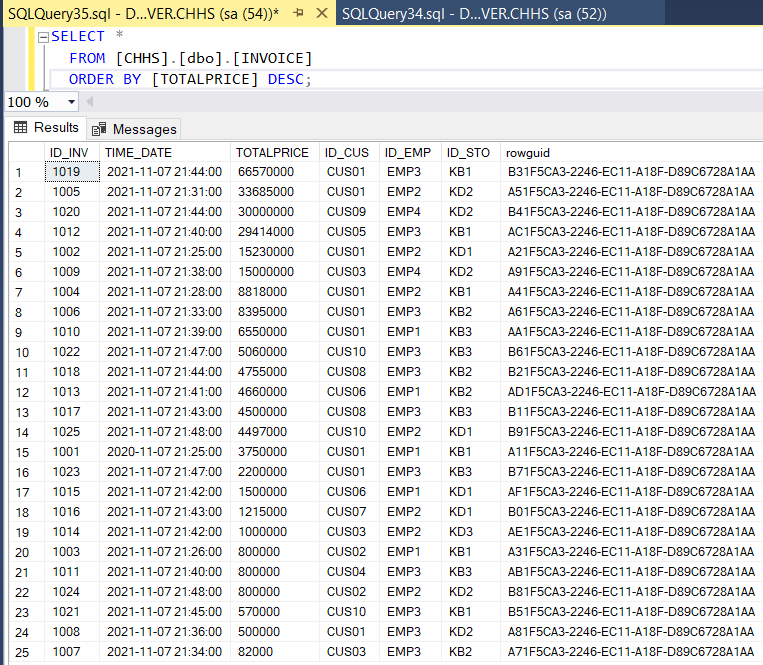 SQLQuery35.sql - D...VER.CHHS (sa (54))* SQLQuery34.sql - D...VER.CHHS (sa (52))
SELECT *
FROM [CHHS].[dbo].[INVOICE]
ORDER BY [TOTALPRICE] DESC;
100 %
Results Messages
ID_INV TIME_DATE TOTALPRICE ID_CUS ID_EMP ID_STO rowguid
1 1019 2021-11-07 21:44:00 66570000 CUS01 EMP3 KB1 B31F5CA3-2246-EC11-A18F-D89C6728A1AA
2 1005 2021-11-07 21:31:00 33685000 CUS01 EMP2 KD2 A51F5CA3-2246-EC11-A18F-D89C6728A1AA
3 1020 2021-11-07 21:44:00 30000000 CUS09 EMP4 KD2 B41F5CA3-2246-EC11-A18F-D89C6728A1AA
4 1012 2021-11-07 21:40:00 29414000 CUS05 EMP3 KB1 AC1F5CA3-2246-EC11-A18F-D89C6728A1AA
5 1002 2021-11-07 21:25:00 15230000 CUS01 EMP2 KD1 A21F5CA3-2246-EC11-A18F-D89C6728A1AA
6 1009 2021-11-07 21:38:00 15000000 CUS03 EMP4 KD2 A91F5CA3-2246-EC11-A18F-D89C6728A1AA
7 1004 2021-11-07 21:28:00 8818000 CUS01 EMP2 KB1 A41F5CA3-2246-EC11-A18F-D89C6728A1AA
8 1006 2021-11-07 21:33:00 8395000 CUS01 EMP3 KB2 A61F5CA3-2246-EC11-A18F-D89C6728A1AA
9 1010 2021-11-07 21:39:00 6550000 CUS01 EMP1 KB3 AA1F5CA3-2246-EC11-A18F-D89C6728A1AA
10 1022 2021-11-07 21:47:00 5060000 CUS10 EMP3 KB3 B61F5CA3-2246-EC11-A18F-D89C6728A1AA
11 1018 2021-11-07 21:44:00 4755000 CUS08 EMP3 KB2 B21F5CA3-2246-EC11-A18F-D89C6728A1AA
12 1013 2021-11-07 21:41:00 4660000 CUS06 EMP1 KB2 AD1F5CA3-2246-EC11-A18F-D89C6728A1AA
13 1017 2021-11-07 21:43:00 4500000 CUS08 EMP3 KB3 B11F5CA3-2246-EC11-A18F-D89C6728A1AA
14 1025 2021-11-07 21:48:00 4497000 CUS10 EMP2 KD1 B91F5CA3-2246-EC11-A18F-D89C6728A1AA
15 1001 2020-11-07 21:25:00 3750000 CUS01 EMP1 KB1 A11F5CA3-2246-EC11-A18F-D89C6728A1AA
16 1023 2021-11-07 21:47:00 2200000 CUS01 EMP3 KB3 B71F5CA3-2246-EC11-A18F-D89C6728A1AA
17 1015 2021-11-07 21:42:00 1500000 CUS06 EMP1 KD1 AF1F5CA3-2246-EC11-A18F-D89C6728A1AA
18 1016 2021-11-07 21:43:00 1215000 CUS07 EMP2 KD1 B01F5CA3-2246-EC11-A18F-D89C6728A1AA
19 1014 2021-11-07 21:42:00 1000000 CUS03 EMP2 KD3 AE1F5CA3-2246-EC11-A18F-D89C6728A1AA
20 1003 2021-11-07 21:26:00 800000 CUS02 EMP1 KB1 A31F5CA3-2246-EC11-A18F-D89C6728A1AA
21 1011 2021-11-07 21:40:00 800000 CUS04 EMP3 KB3 AB1F5CA3-2246-EC11-A18F-D89C6728A1AA
22 1024 2021-11-07 21:48:00 800000 CUS02 EMP2 KD2 B81F5CA3-2246-EC11-A18F-D89C6728A1AA
23 1021 2021-11-07 21:45:00 570000 CUS10 EMP3 KB1 B51F5CA3-2246-EC11-A18F-D89C6728A1AA
24 1008 2021-11-07 21:36:00 500000 CUS01 EMP3 KD2 A81F5CA3-2246-EC11-A18F-D89C6728A1AA
25 1007 2021-11-07 21:34:00 82000 CUS03 EMP3 KB2 A71F5CA3-2246-EC11-A18F-D89C6728A1AA